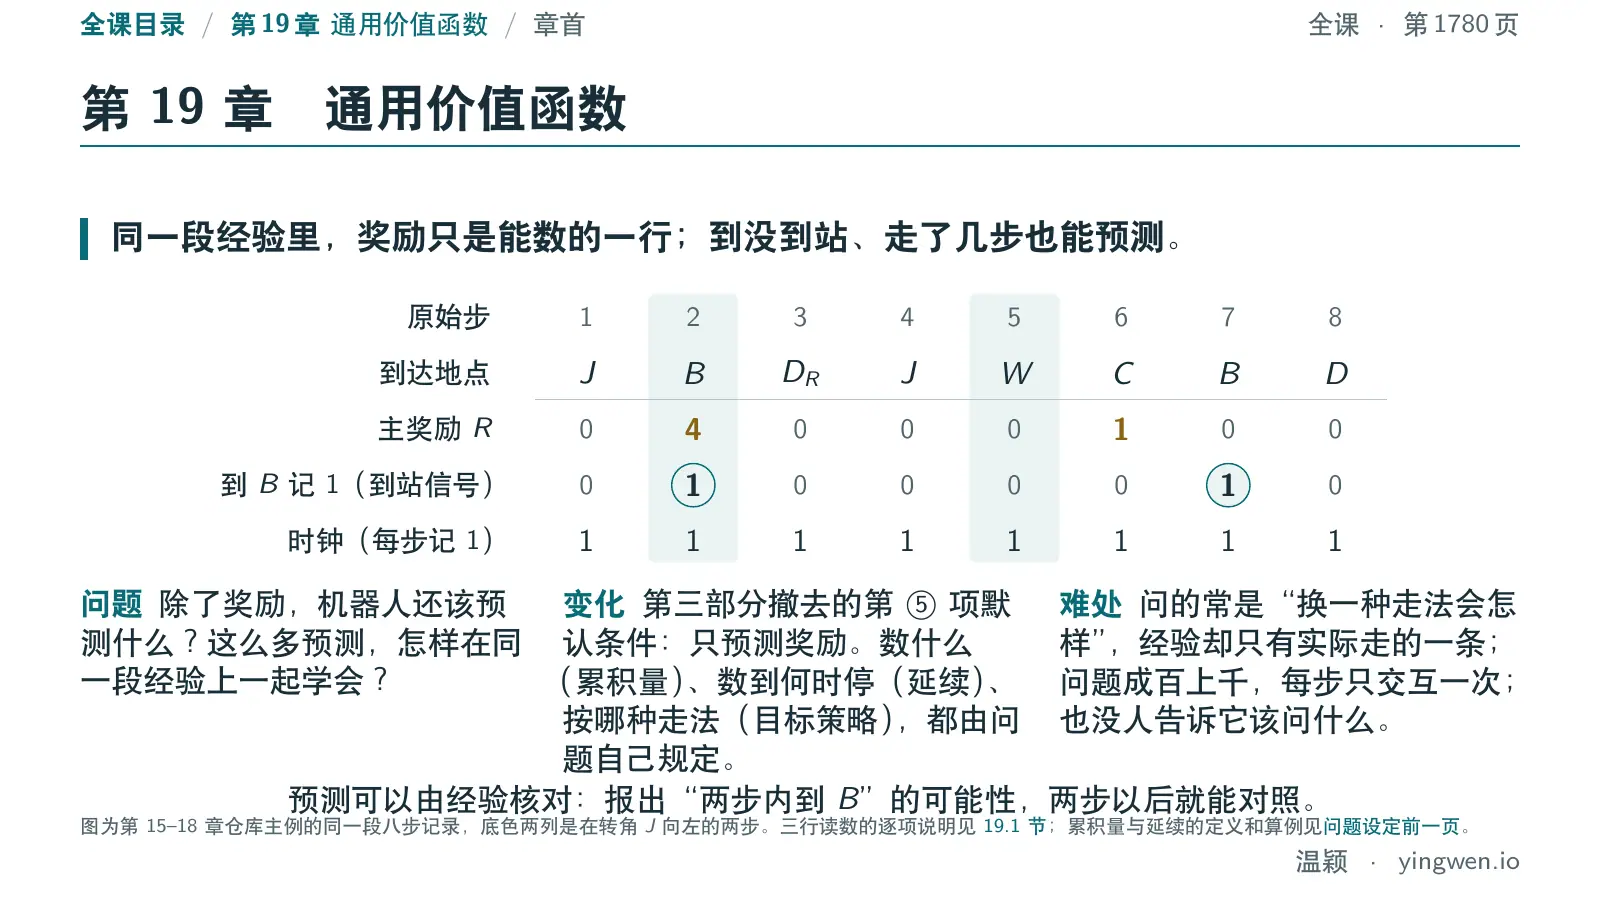 全课目录 / 第 19 章 通用价值函数 / 章首
全课 · 第 1780 页
第 19 章 通用价值函数
同一段经验里，奖励只是能数的一行；到没到站、走了几步也能预测。
原始步 1 2 3 4 5 6 7 8
到达地点 J B D_R J W C B D
主奖励 R 0 4 0 0 0 1 0 0
到 B 记 1（到站信号） 0 1 0 0 0 0 1 0
时钟（每步记 1） 1 1 1 1 1 1 1 1
问题 除了奖励，机器人还该预
测什么？这么多预测，怎样在同
一段经验上一起学会？
变化 第三部分撤去的第 ⑤ 项默
认条件：只预测奖励。数什么
（累积量）、数到何时停（延续）、
按哪种走法（目标策略），都由问
题自己规定。
难处 问的常是“换一种走法会怎
样”，经验却只有实际走的一条；
问题成百上千，每步只交互一次；
也没人告诉它该问什么。
预测可以由经验核对：报出“两步内到 B”的可能性，两步以后就能对照。
图为第 15–18 章仓库主例的同一段八步记录，底色两列是在转角 J 向左的两步。三行读数的逐项说明见 19.1 节；累积量与延续的定义和算例见问题设定前一页。
温颖 · yingwen.io